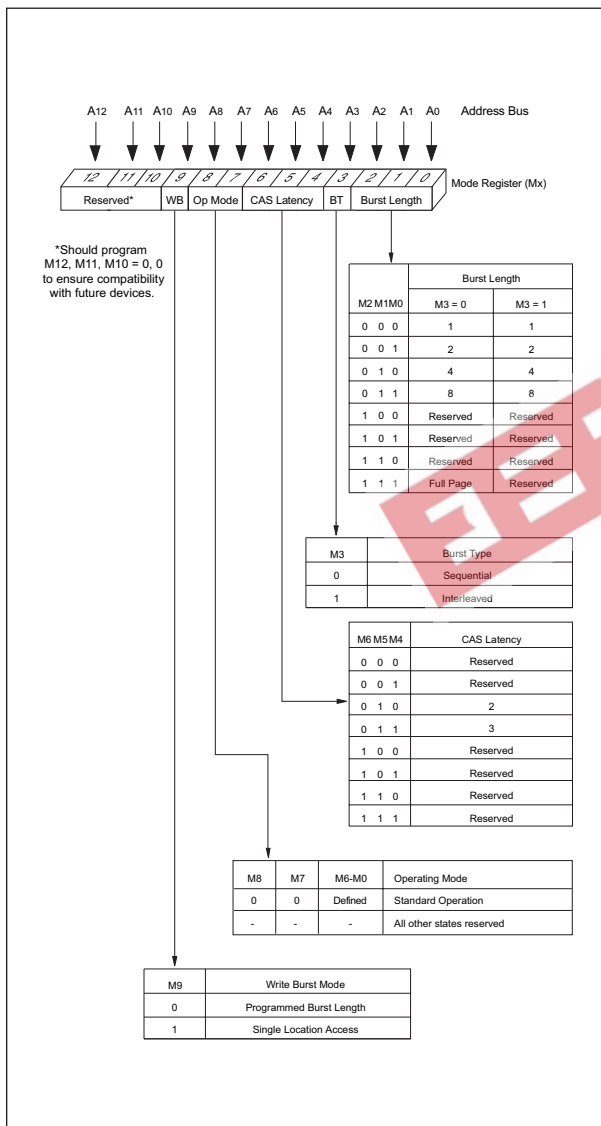 A12 A11 A10 A9 A8 A7 A6 A5 A4 A3 A2 A1 A0 Address Bus
12 11 10 9 8 7 6 5 4 3 2 1 0 Mode Register (Mx)
Reserved* WB Op Mode CAS Latency BT Burst Length
*Should program
M12, M11, M10 = 0, 0
to ensure compatibility
with future devices.
Burst Length
M2 M1M0 M3 = 0 M3 = 1
0 0 0 1 1
0 0 1 2 2
0 1 0 4 4
0 1 1 8 8
1 0 0 Reserved Reserved
1 0 1 Reserved Reserved
1 1 0 Reserved Reserved
1 1 1 Full Page Reserved
M3 Burst Type
0 Sequential
1 Interleaved
M6 M5 M4 CAS Latency
0 0 0 Reserved
0 0 1 Reserved
0 1 0 2
0 1 1 3
1 0 0 Reserved
1 0 1 Reserved
1 1 0 Reserved
1 1 1 Reserved
M8 M7 M6-M0 Operating Mode
0 0 Defined Standard Operation
- - - All other states reserved
M9 Write Burst Mode
0 Programmed Burst Length
1 Single Location Access